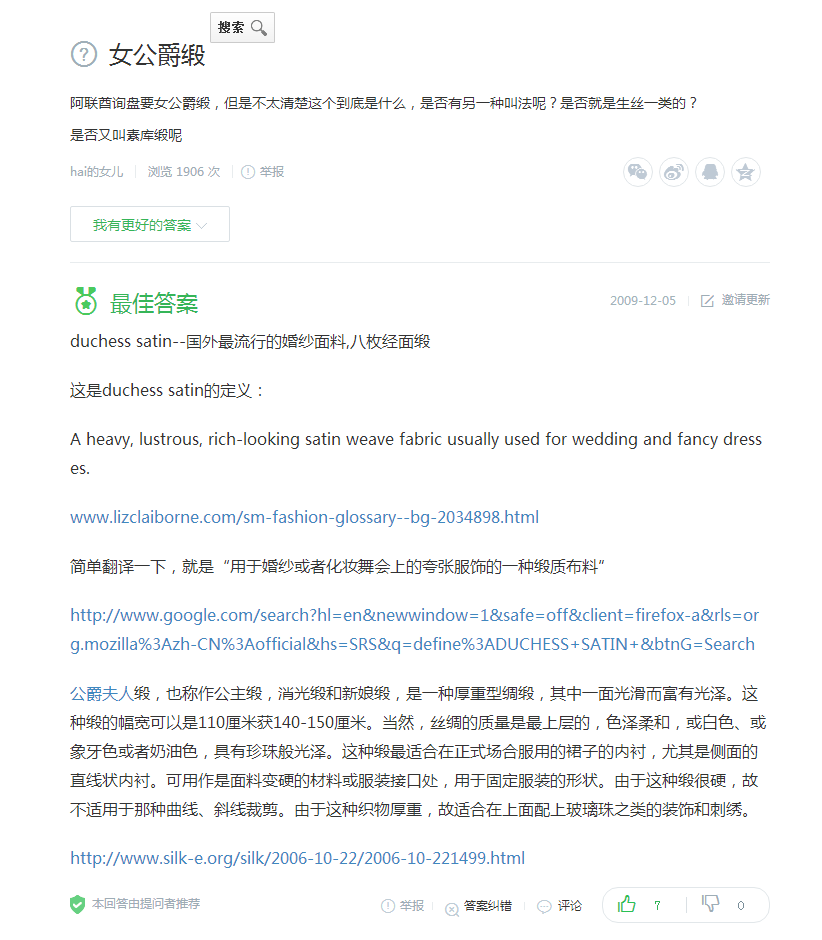 搜索
女公爵缎
阿联酋询盘要女公爵缎，但是不太清楚这个到底是什么，是否有另一种叫法呢？是否就是生丝一类的？
是否又叫素库缎呢
hai的女儿 浏览 1906 次 举报
我有更好的答案
最佳答案 2009-12-05 邀请更新
duchess satin--国外最流行的婚纱面料,八枚经面缎
这是duchess satin的定义：
A heavy, lustrous, rich-looking satin weave fabric usually used for wedding and fancy dress
es.
www.lizclaiborne.com/sm-fashion-glossary--bg-2034898.html
简单翻译一下，就是“用于婚纱或者化妆舞会上的夸张服饰的一种缎质布料”
http://www.google.com/search?hl=en&newwindow=1&safe=off&client=firefox-a&rls=or
g.mozilla%3Azh-CN%3Aofficial&hs=SRS&q=define%3ADUCHESS+SATIN+&btnG=Search
公爵夫人缎，也称作公主缎，消光缎和新娘缎，是一种厚重型绸缎，其中一面光滑而富有光泽。这
种缎的幅宽可以是110厘米获140-150厘米。当然，丝绸的质量是最上层的，色泽柔和，或白色、或
象牙色或者奶油色，具有珍珠般光泽。这种缎最适合在正式场合服用的裙子的内衬，尤其是侧面的
直线状内衬。可用作是面料变硬的材料或服装接口处，用于固定服装的形状。由于这种缎很硬，故
不适用于那种曲线、斜线裁剪。由于这种织物厚重，故适合在上面配上玻璃珠之类的装饰和刺绣。
http://www.silk-e.org/silk/2006-10-22/2006-10-221499.html
本回答由提问者推荐 举报 答案纠错 评论 7 0